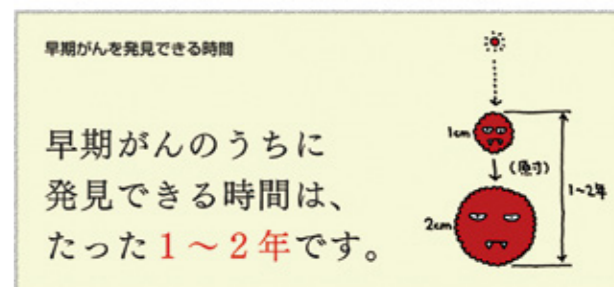 早期がんを発見できる時間
早期がんのうちに
発見できる時間は、
たった1〜2年です。
1cm
(原寸)
1~2年
2cm